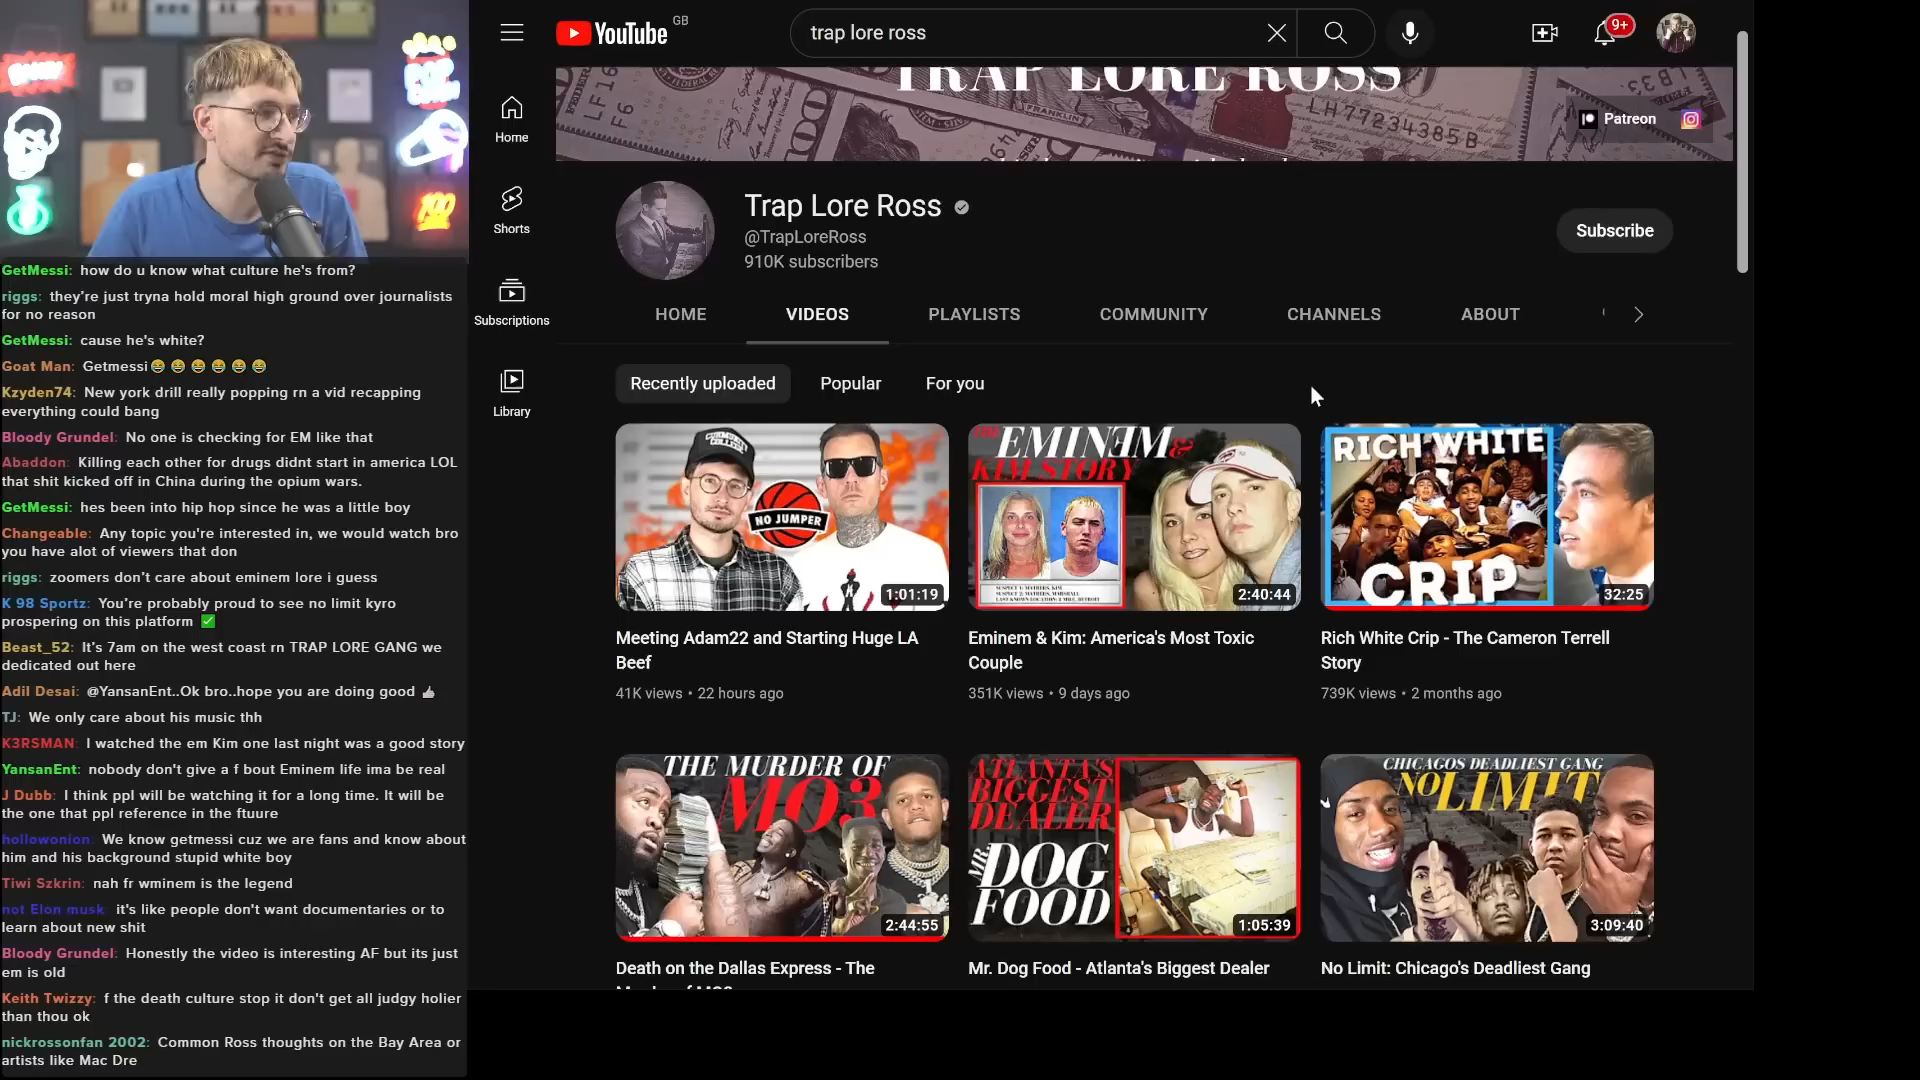 GetMessi: how do u know what culture he's from?
riggs: they're just tryna hold moral high ground over journalists
for no reason
GetMessi: cause he's white?
Goat Man: Getmessi😂 😂 😂 😂 😂 😂
Kzyden74: New york drill really popping rn a vid recapping
everything could bang
Bloody Grundel: No one is checking for EM like that
Abaddon: Killing each other for drugs didnt start in america LOL
that shit kicked off in China during the opium wars.
GetMessi: hes been into hip hop since he was a little boy
Changeable: Any topic you're interested in, we would watch bro
you have alot of viewers that don
riggs: zoomers don't care about eminem lore i guess
K 98 Sportz: You're probably proud to see no limit kyro
prospering on this platform ✅
Beast_52: It's 7am on the west coast rn TRAP LORE GANG we
dedicated out here
Adil Desai: @YansanEnt..Ok bro..hope you are doing good 👍
TJ: We only care about his music thh
K3RSMAN: I watched the em Kim one last night was a good story
YansanEnt: nobody don't give a f bout Eminem life ima be real
J Dubb: I think ppl will be watching it for a long time. It will be
the one that ppl reference in the ftuure
hollowonion: We know getmessi cuz we are fans and know about
him and his background stupid white boy
Tiwi Szkrin: nah fr wminem is the legend
not Elon musk: it's like people don't want documentaries or to
learn about new shit
Bloody Grundel: Honestly the video is interesting AF but its just
em is old
Keith Twizzy: f the death culture stop it don't get all judgy holier
than thou ok
nickrossonfan 2002: Common Ross thoughts on the Bay Area or
artists like Mac Dre
100
YouTube GB
trap lore ross
9+
Home
Shorts
Subscriptions
Library
TRAP LORE ROSS
FRANKLIN
LH77234385B
Patreon
Trap Lore Ross
@TrapLoreRoss
910K subscribers
Subscribe
HOME
VIDEOS
PLAYLISTS
COMMUNITY
CHANNELS
ABOUT
Recently uploaded
Popular
For you
COMMUNITY
COLLEGE
NO JUMPER
1:01:19
Meeting Adam22 and Starting Huge LA
Beef
41K views • 22 hours ago
THE EMINEM &
KIM STORY
2:40:44
Eminem & Kim: America's Most Toxic
Couple
351K views • 9 days ago
RICH WHITE
CRIP
32:25
Rich White Crip - The Cameron Terrell
Story
739K views • 2 months ago
THE MURDER OF
MO3
2:44:55
Death on the Dallas Express - The
ATLANTA'S
BIGGEST
DEALER
MR.
DOG
FOOD
1:05:39
Mr. Dog Food - Atlanta's Biggest Dealer
CHICAGOS DEADLIEST GANG
NO LIMIT
3:09:40
No Limit: Chicago's Deadliest Gang